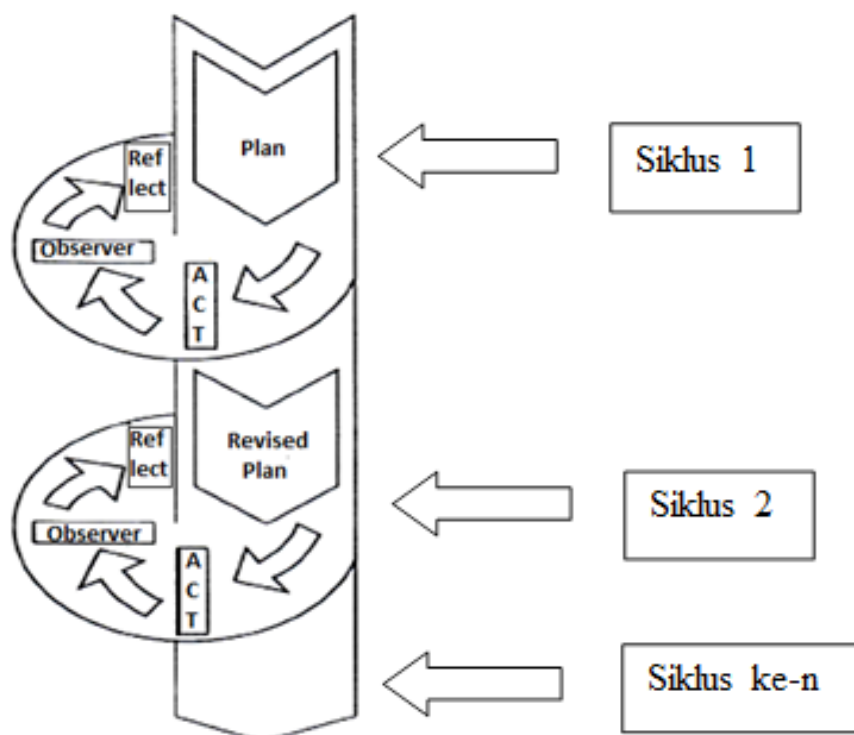 Plan
Siklus 1
Ref
lect
Observer
A
C
T
Revised
Plan
Ref
lect
Siklus 2
Observer
A
C
T
Siklus ke-n